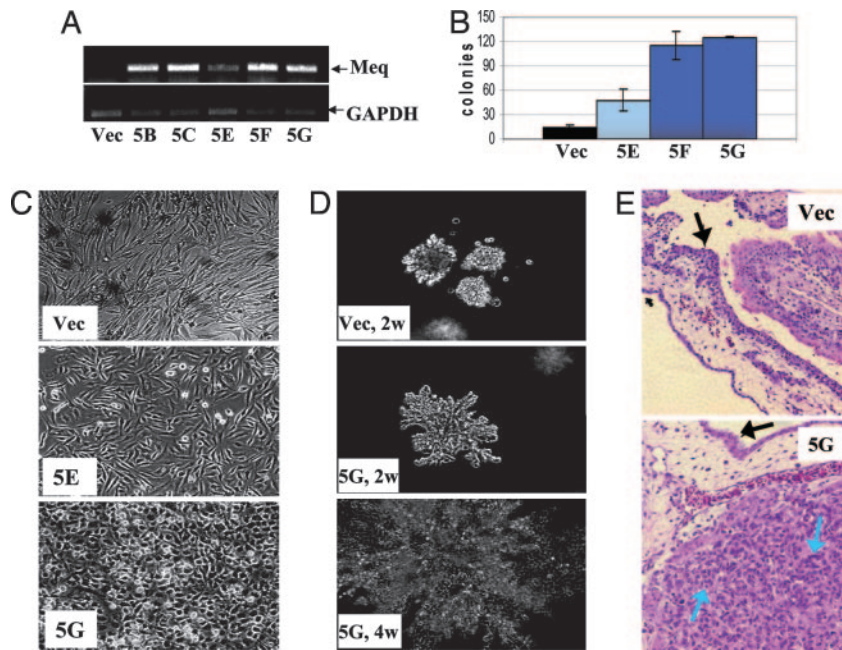 A
Meq
GAPDH
Vec 5B 5C 5E 5F 5G
B
colonies
150
120
90
60
30
0
Vec 5E 5F 5G
C
Vec
5E
5G
D
Vec, 2w
5G, 2w
5G, 4w
E
Vec
5G